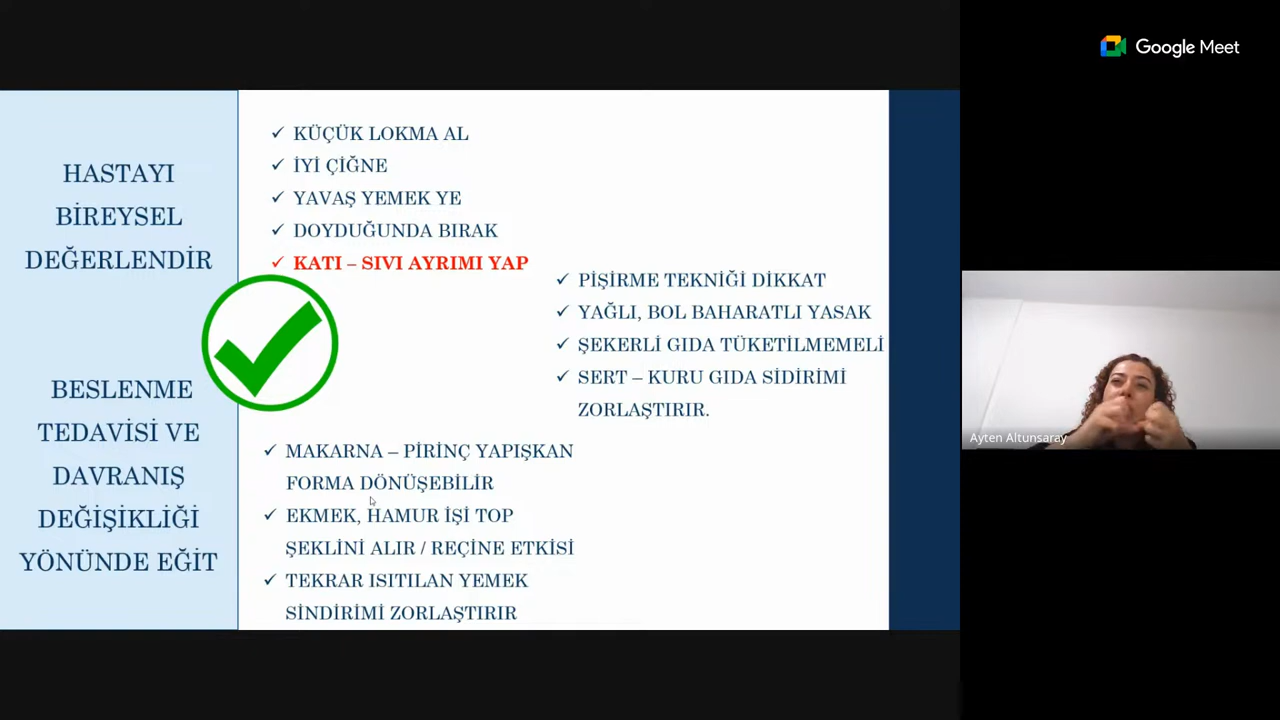 HASTAYI
BİREYSEL
DEĞERLENDİR
BESLENME
TEDAVİSİ VE
DAVRANIŞ
DEĞİŞİKLİĞİ
YÖNÜNDE EĞİT
KÜÇÜK LOKMA AL
İYİ ÇİĞNE
YAVAŞ YEMEK YE
DOYDUĞUNDA BIRAK
KATI – SIVI AYRIMI YAP
PİŞİRME TEKNİĞİ DİKKAT
YAĞLI, BOL BAHARATLI YASAK
ŞEKERLİ GIDA TÜKETİLMEMELİ
SERT – KURU GIDA SİDİRİMİ
ZORLAŞTIRIR.
MAKARNA – PİRİNÇ YAPIŞKAN
FORMA DÖNÜŞEBİLİR
EKMEK, HAMUR İŞİ TOP
ŞEKLİNİ ALIR / REÇİNE ETKİSİ
TEKRAR ISITILAN YEMEK
SİNDİRİMİ ZORLAŞTIRIR
Google Meet
Ayten Altunsaray